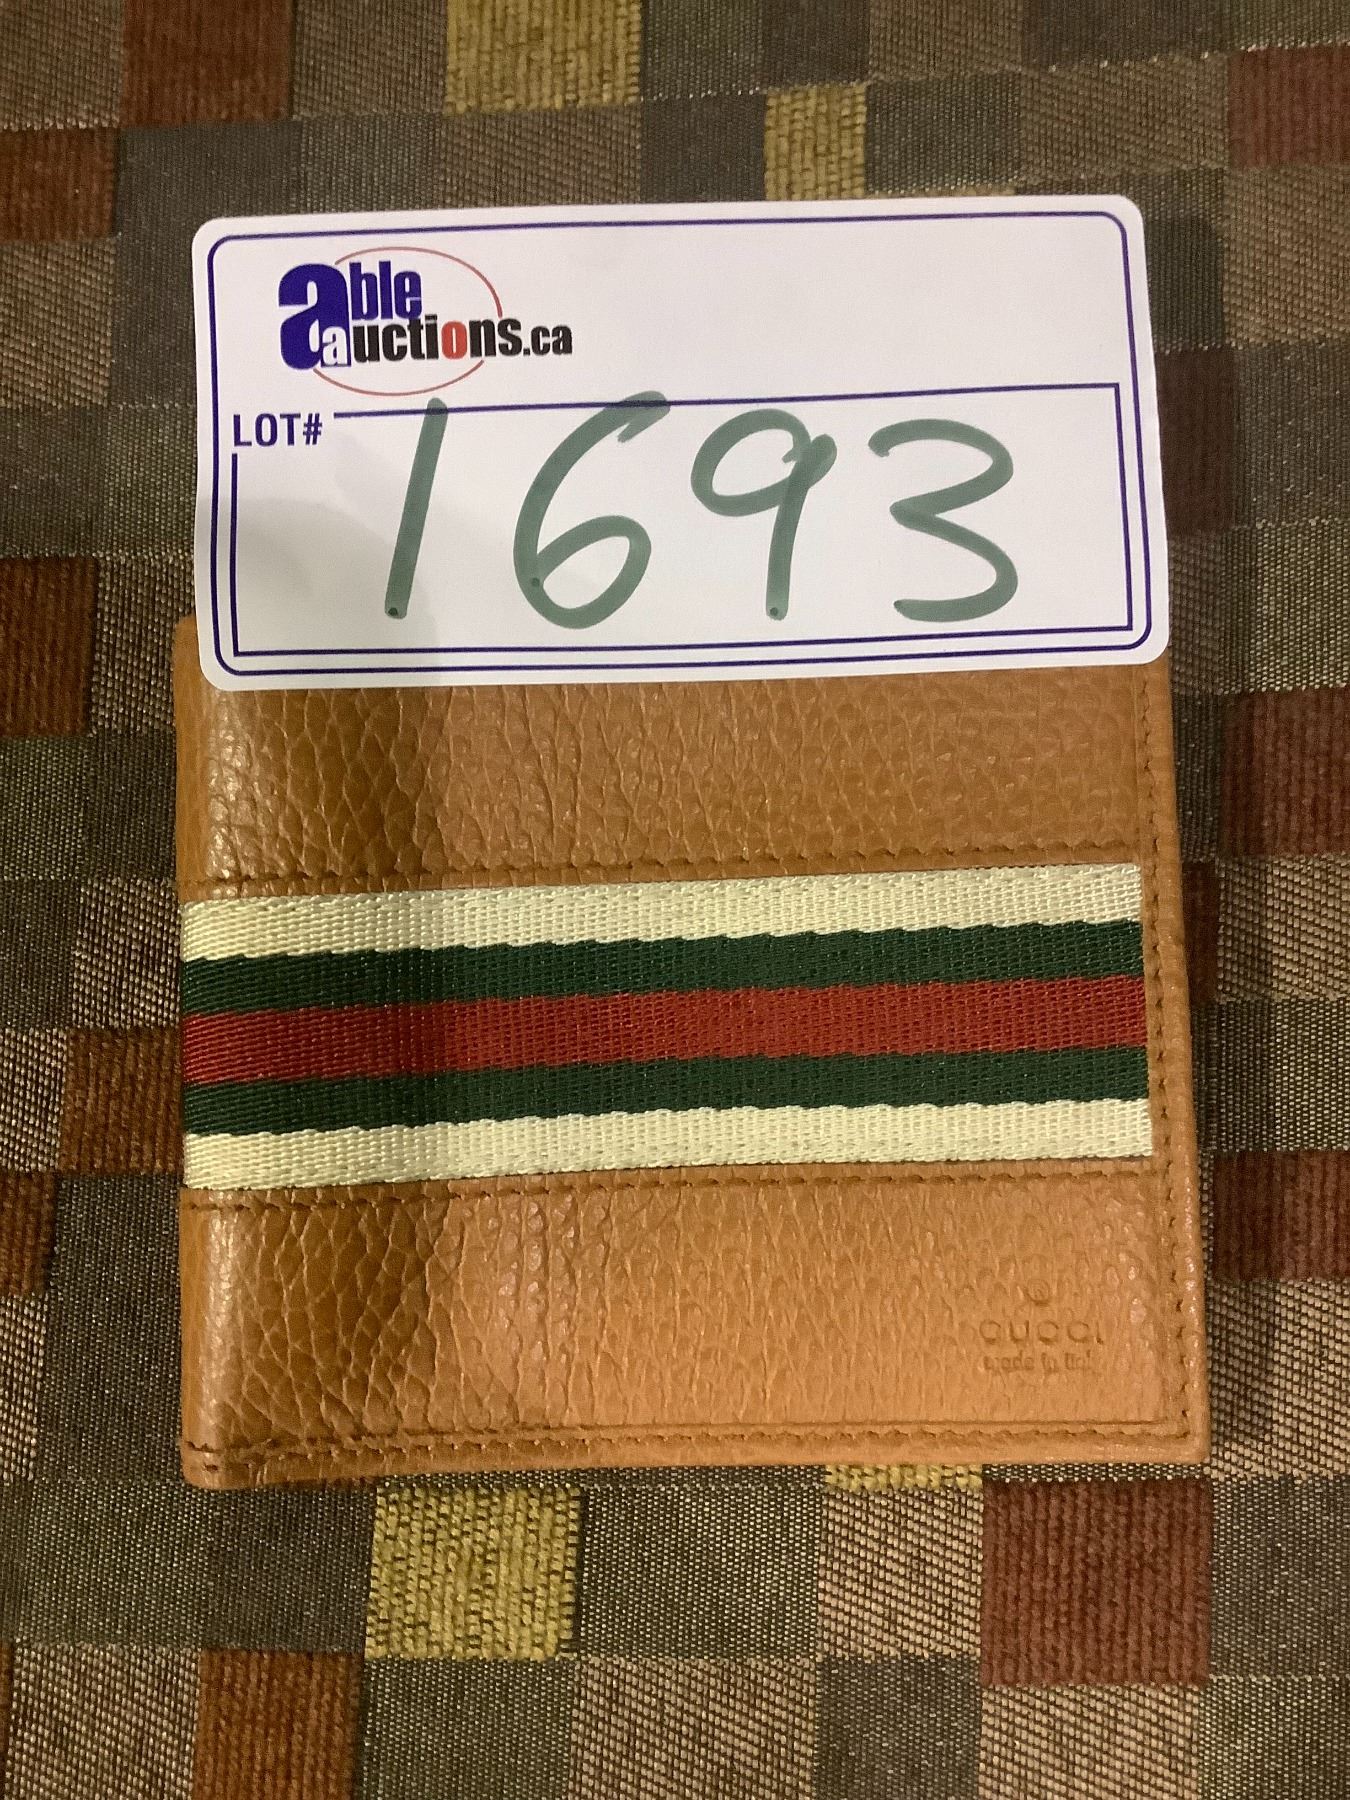 able
auctions.ca
LOT# 1693
®
GUCCI
made in Italy